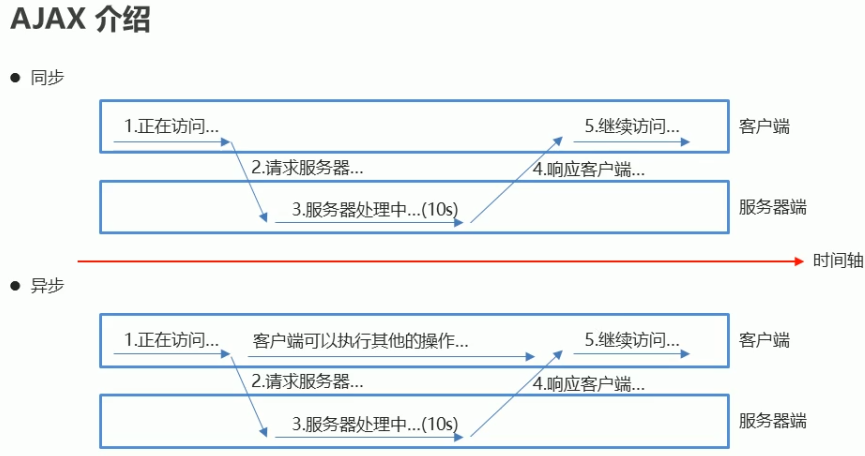 AJAX 介绍
● 同步
1.正在访问...
5.继续访问...
客户端
2.请求服务器...
4.响应客户端...
3.服务器处理中...(10s)
服务器端
时间轴
● 异步
1.正在访问...
客户端可以执行其他的操作...
5.继续访问...
客户端
2.请求服务器...
4.响应客户端...
3.服务器处理中...(10s)
服务器端